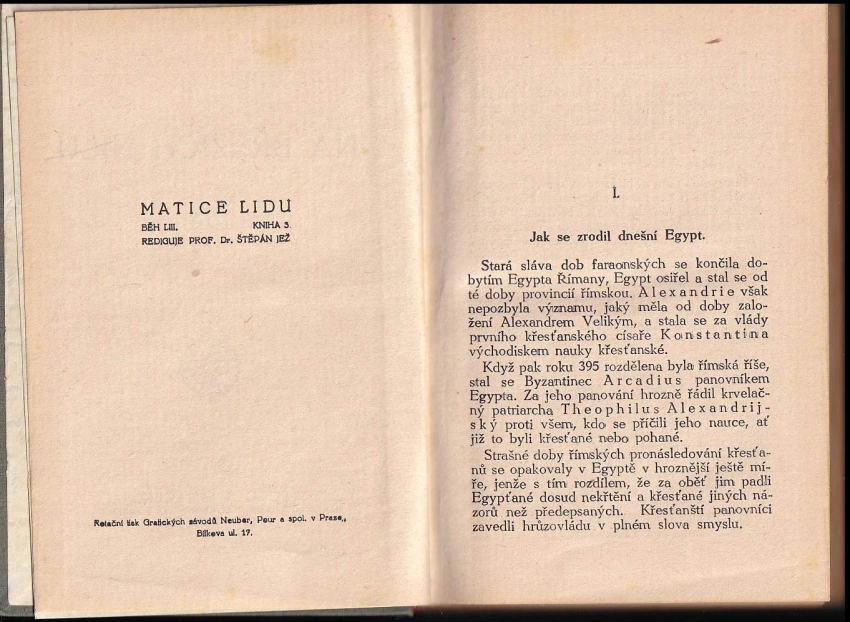 MATICE LIDU
BĚH LIII. KNIHA 3.
REDIGUJE PROF. Dr. ŠTĚPÁN JEŽ
Rotační tisk Grafických závodů Neubar, Pour a spol. v Praze,
Bílkova ul. 17.
I.
Jak se zrodil dnešní Egypt.
Stará sláva dob faraonských se končila do-
bytím Egypta Římany, Egypt osiřel a stal se od
té doby provincií římskou. Alexandrie však
nepozbyla významu, jaký měla od doby zalo-
žení Alexandrem Velikým, a stala se za vlády
prvního křesťanského císaře Konstantina
východiskem nauky křesťanské.
Když pak roku 395 rozdělena byla římská říše,
stal se Byzantinec Arcadius panovníkem
Egypta. Za jeho panování hrozně řádil krvelač-
ný patriarcha Theophilus Alexandrij-
ský proti všem, kdo se příčili jeho nauce, ať
již to byli křesťané nebo pohané.
Strašné doby římských pronásledování křesťa-
nů se opakovaly v Egyptě v hroznější ještě mí-
ře, jenže s tím rozdílem, že za oběť jim padli
Egypťané dosud nekřtění a křesťané jiných ná-
zorů než předepsaných. Křesťanští panovníci
zavedli hrůzovládu v plném slova smyslu.